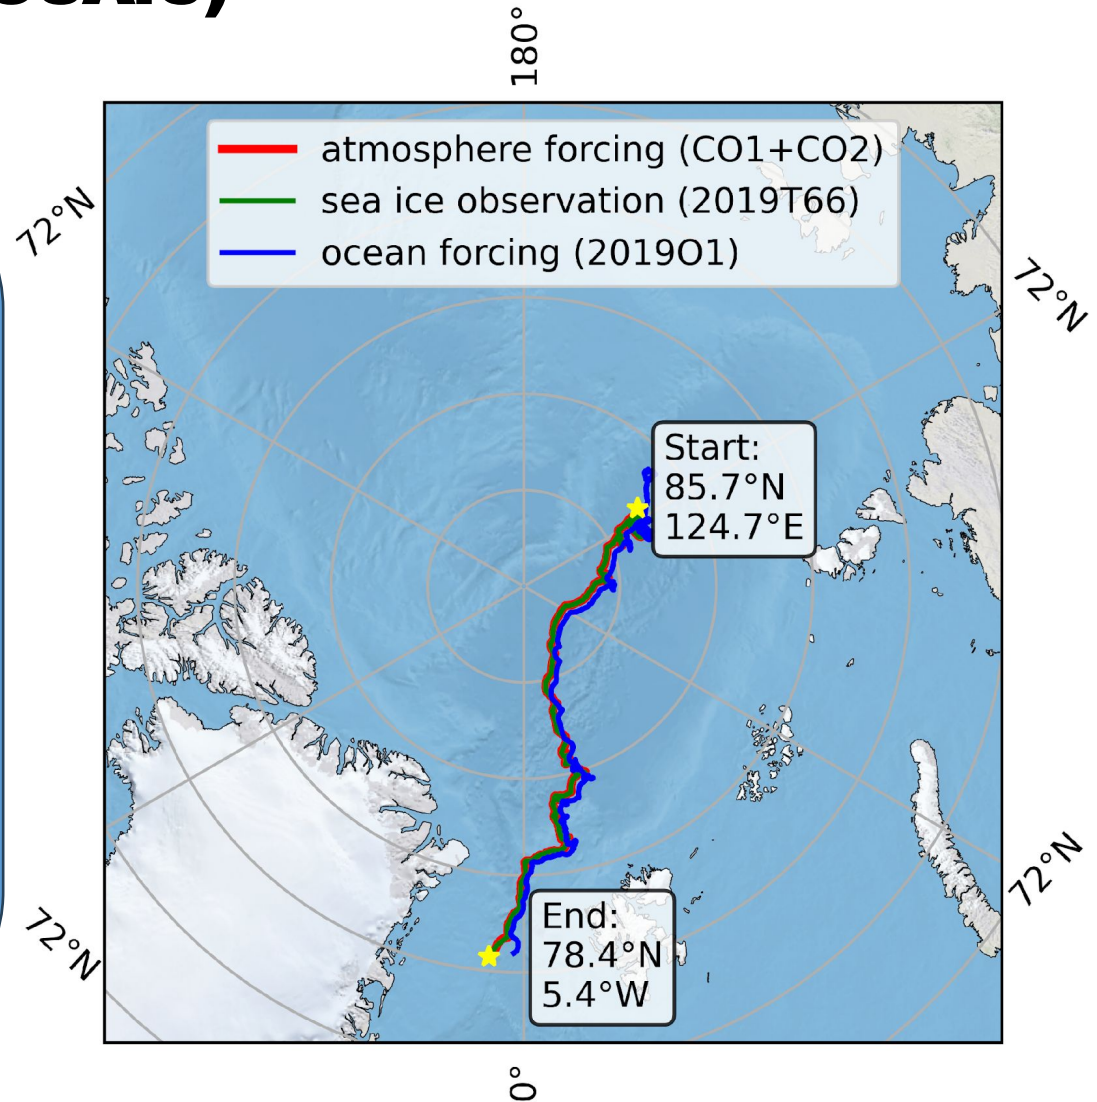 180°
72°N
72°N
atmosphere forcing (CO1+CO2)
sea ice observation (2019T66)
ocean forcing (2019O1)
Start:
85.7°N
124.7°E
72°N
72°N
End:
78.4°N
5.4°W
0°